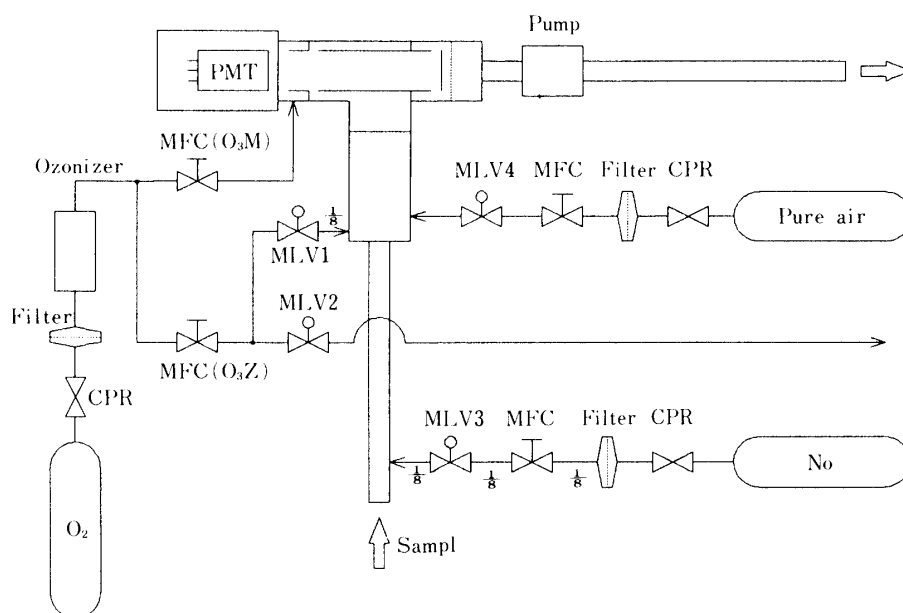 Pump
PMT
MFC(O₃M)
Ozonizer
MLV4 MFC Filter CPR
1/8
Pure air
MLV1
Filter
MLV2
MFC(O₃Z)
CPR
MLV3 MFC Filter CPR
No
1/8 1/8 1/8
O₂
Sampl